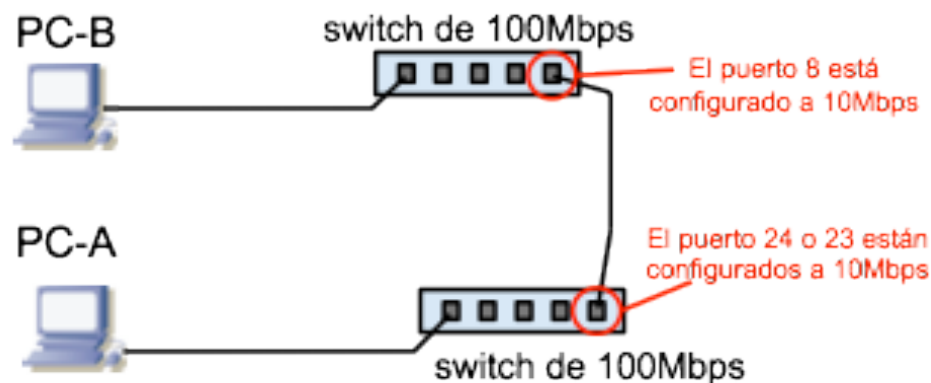 PC-B
switch de 100Mbps
El puerto 8 está
configurado a 10Mbps
PC-A
El puerto 24 o 23 están
configurados a 10Mbps
switch de 100Mbps